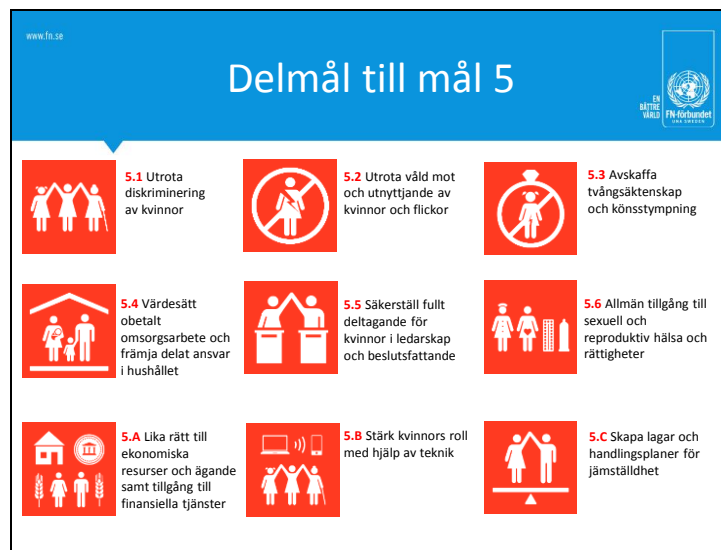 www.fn.se
Delmål till mål 5
EN
BÄTTRE
VÄRLD
FN-förbundet
UNA SWEDEN
5.1 Utrota
diskriminering
av kvinnor
5.2 Utrota våld mot
och utnyttjande av
kvinnor och flickor
5.3 Avskaffa
tvångsäktenskap
och könsstympning
5.4 Värdesätt
obetalt
omsorgsarbete och
främja delat ansvar
i hushållet
5.5 Säkerställ fullt
deltagande för
kvinnor i ledarskap
och beslutsfattande
5.6 Allmän tillgång till
sexuell och
reproduktiv hälsa och
rättigheter
5.A Lika rätt till
ekonomiska
resurser och ägande
samt tillgång till
finansiella tjänster
5.B Stärk kvinnors roll
med hjälp av teknik
5.C Skapa lagar och
handlingsplaner för
jämställdhet